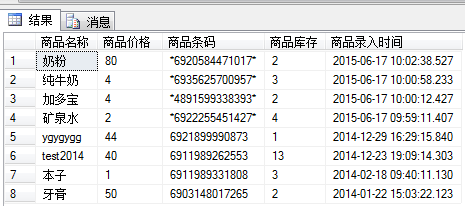 结果 消息
商品名称 商品价格 商品条码 商品库存 商品录入时间
1 奶粉 80 *6920584471017* 2 2015-06-17 10:02:38.527
2 纯牛奶 4 *6935625700957* 3 2015-06-17 10:00:58.233
3 加多宝 4 *4891599338393* 2 2015-06-17 10:00:12.427
4 矿泉水 2 *6922255451427* 4 2015-06-17 09:59:11.407
5 ygygygg 44 6921899990873 1 2014-12-29 16:29:15.840
6 test2014 40 6911989262553 13 2014-12-23 19:09:14.303
7 本子 1 6911989331808 3 2014-02-18 09:40:11.130
8 牙膏 50 6903148017265 2 2014-01-22 15:03:22.123